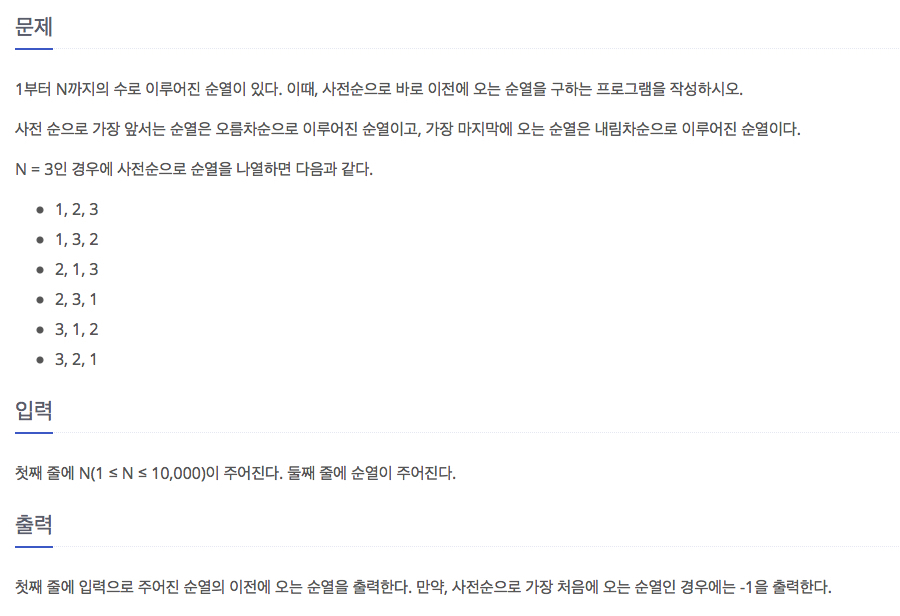 문제
1부터 N까지의 수로 이루어진 순열이 있다. 이때, 사전순으로 바로 이전에 오는 순열을 구하는 프로그램을 작성하시오.
사전 순으로 가장 앞서는 순열은 오름차순으로 이루어진 순열이고, 가장 마지막에 오는 순열은 내림차순으로 이루어진 순열이다.
N = 3인 경우에 사전순으로 순열을 나열하면 다음과 같다.
• 1, 2, 3
• 1, 3, 2
• 2, 1, 3
• 2, 3, 1
• 3, 1, 2
• 3, 2, 1
입력
첫째 줄에 N(1 ≤ N ≤ 10,000)이 주어진다. 둘째 줄에 순열이 주어진다.
출력
첫째 줄에 입력으로 주어진 순열의 이전에 오는 순열을 출력한다. 만약, 사전순으로 가장 처음에 오는 순열인 경우에는 -1을 출력한다.